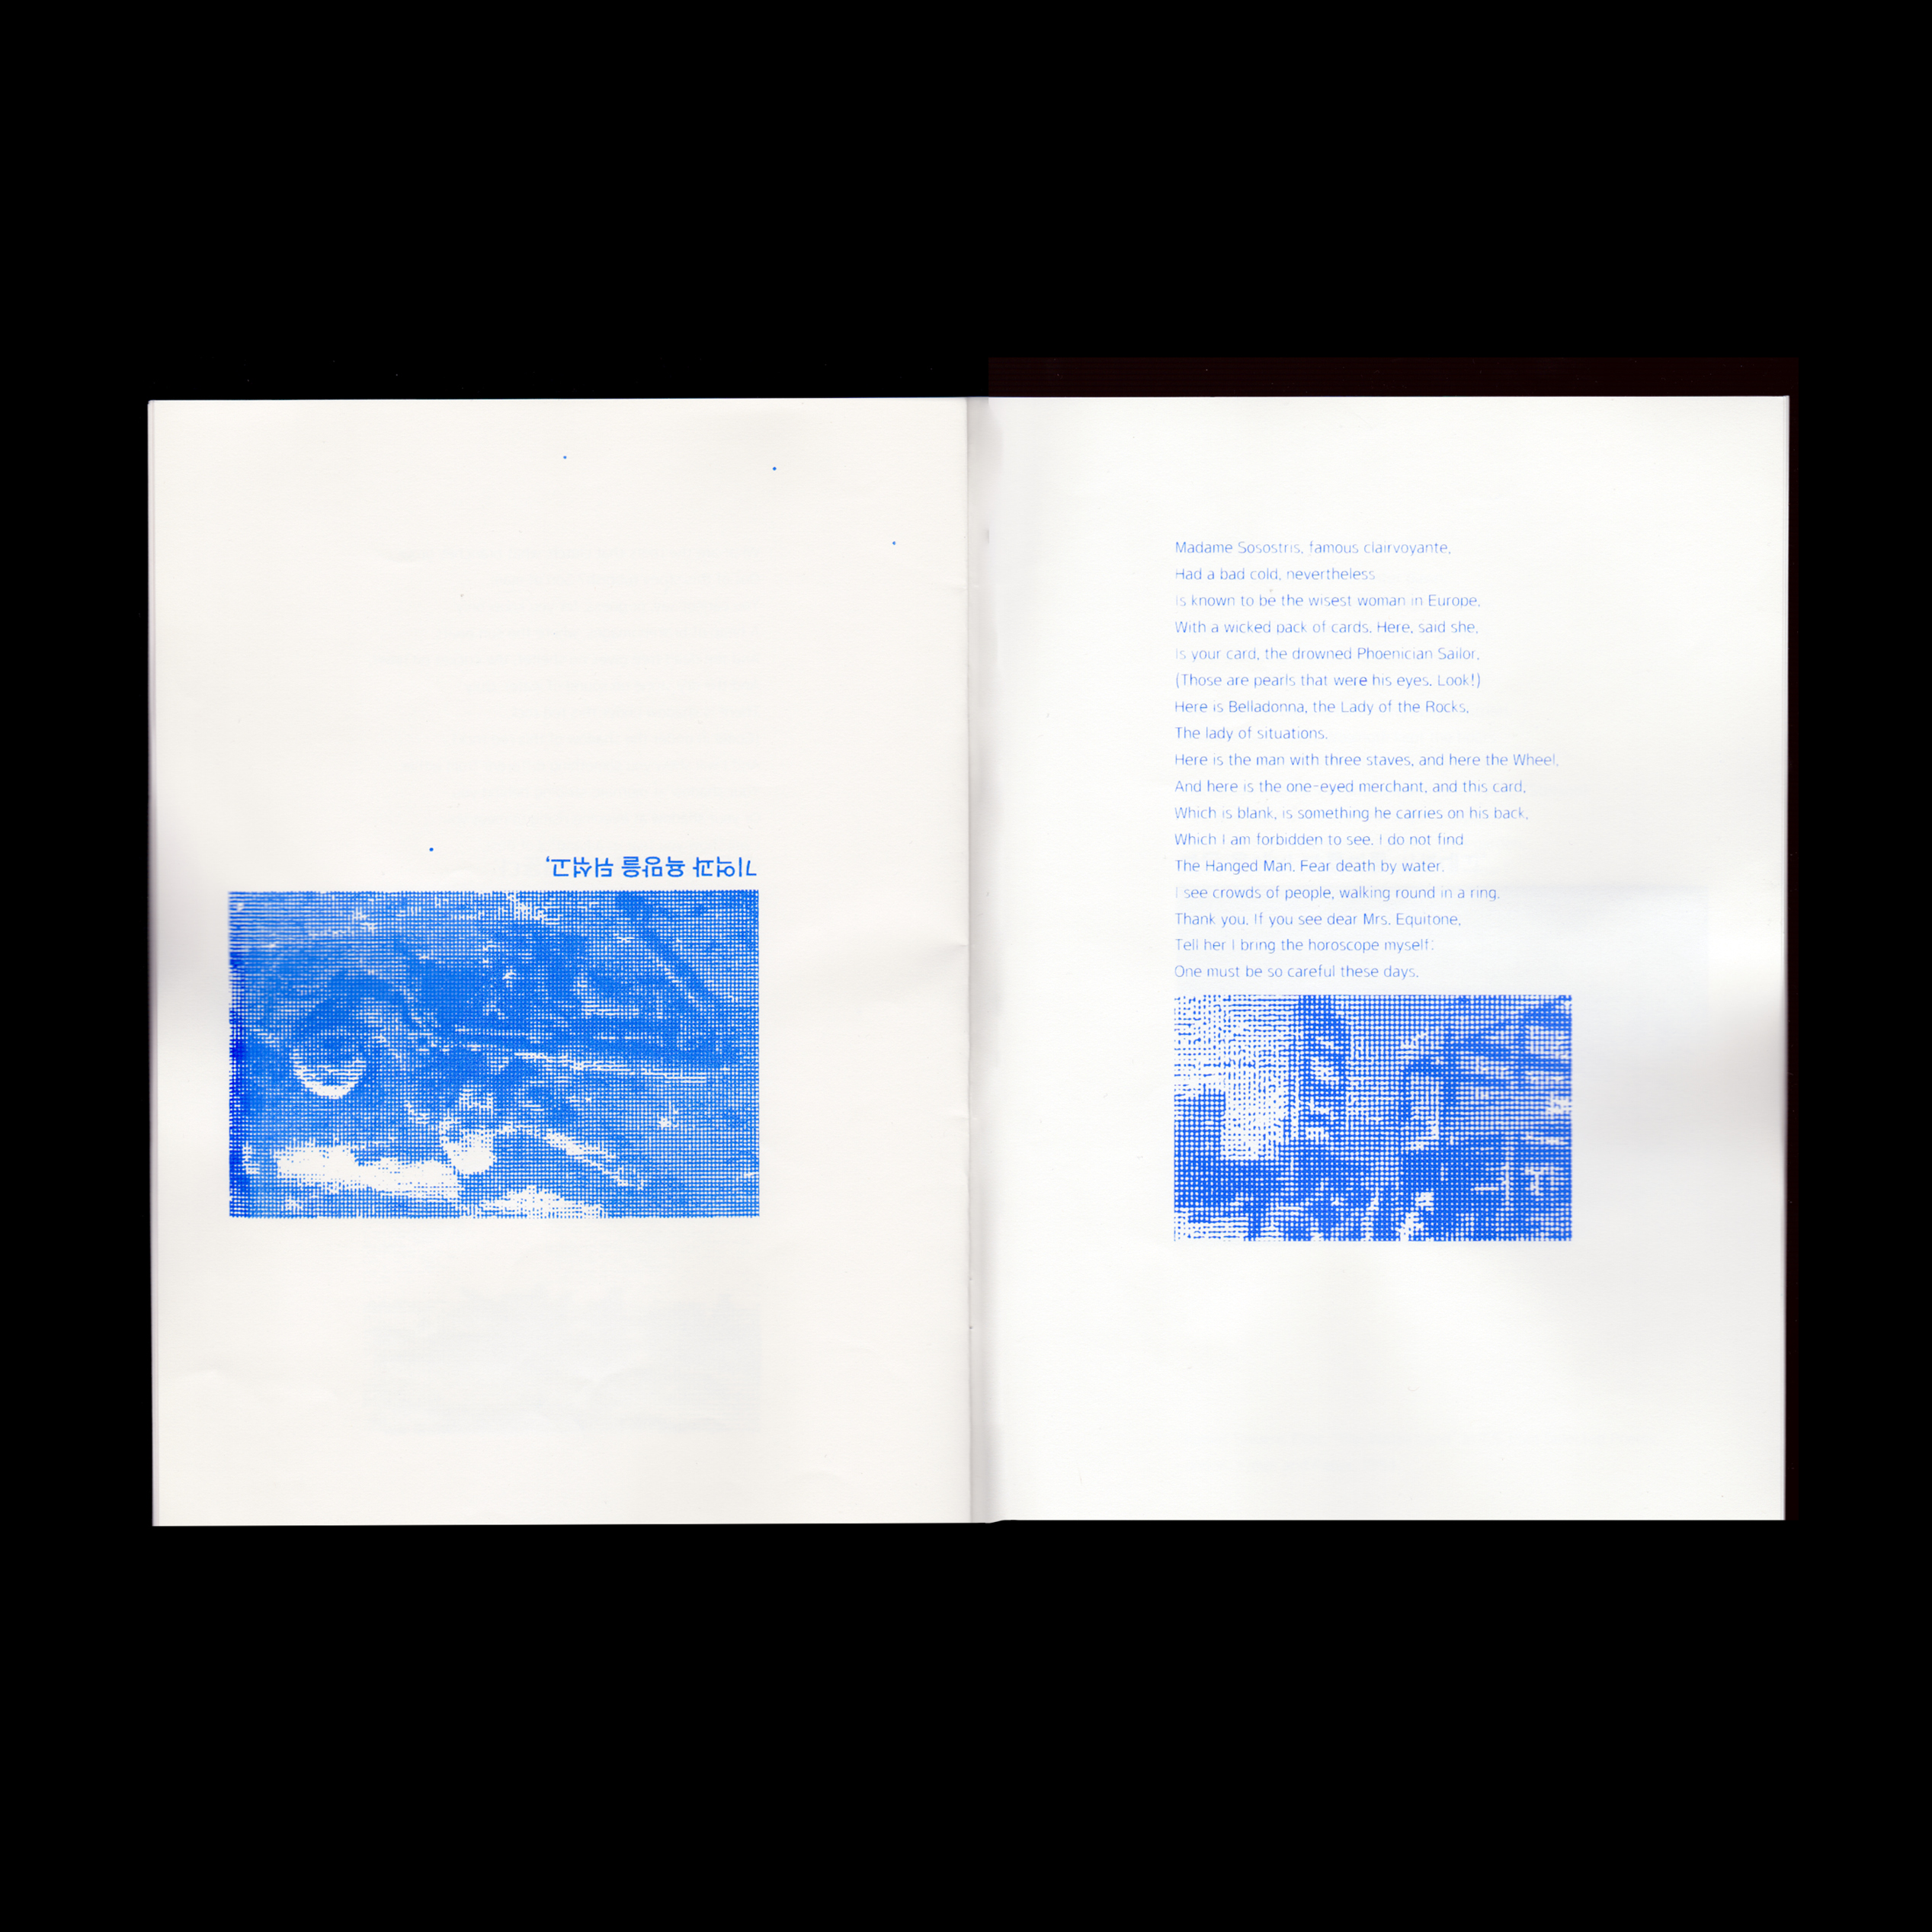 기억과 욕망을 뒤섞고,
Madame Sosostris, famous clairvoyante,
Had a bad cold, nevertheless
Is known to be the wisest woman in Europe,
With a wicked pack of cards. Here, said she,
Is your card, the drowned Phoenician Sailor,
(Those are pearls that were his eyes. Look!)
Here is Belladonna, the Lady of the Rocks,
The lady of situations.
Here is the man with three staves, and here the Wheel,
And here is the one-eyed merchant, and this card,
Which is blank, is something he carries on his back,
Which I am forbidden to see. I do not find
The Hanged Man. Fear death by water.
I see crowds of people, walking round in a ring.
Thank you. If you see dear Mrs. Equitone,
Tell her I bring the horoscope myself:
One must be so careful these days.